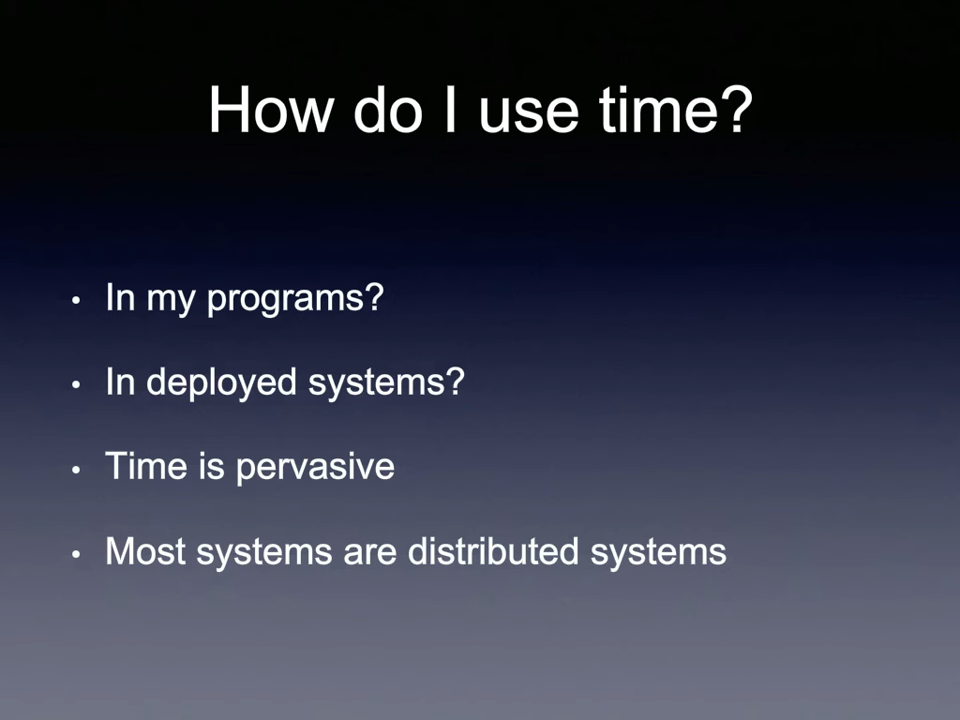 How do I use time?
• In my programs?
• In deployed systems?
• Time is pervasive
• Most systems are distributed systems